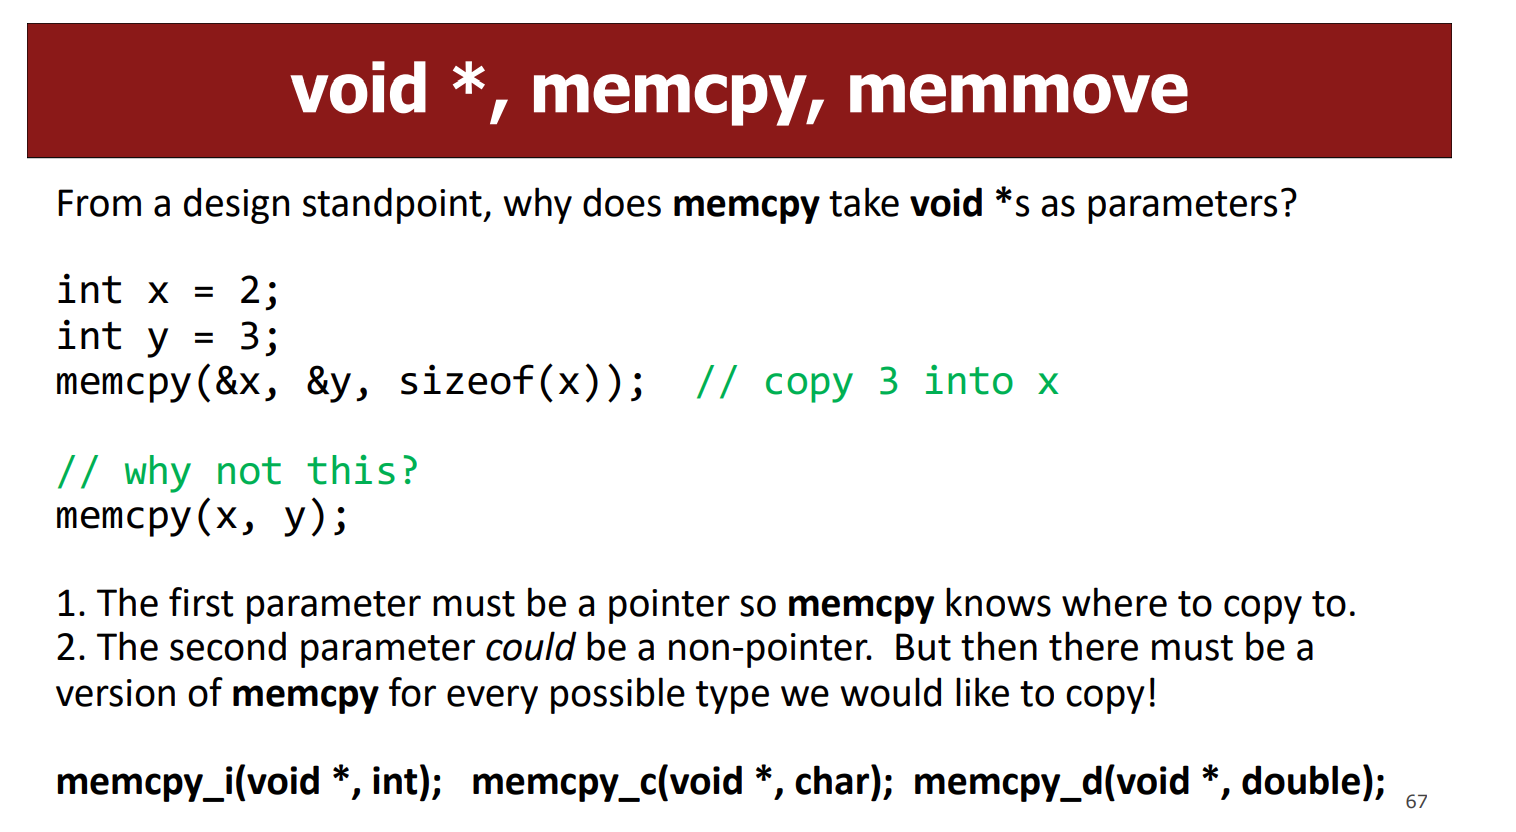 void *, memcpy, memmove
From a design standpoint, why does memcpy take void *s as parameters?
int x = 2;
int y = 3;
memcpy(&x, &y, sizeof(x));  // copy 3 into x
// why not this?
memcpy(x, y);
1. The first parameter must be a pointer so memcpy knows where to copy to.
2. The second parameter could be a non-pointer.  But then there must be a
version of memcpy for every possible type we would like to copy!
memcpy_i(void *, int);   memcpy_c(void *, char);  memcpy_d(void *, double);
67